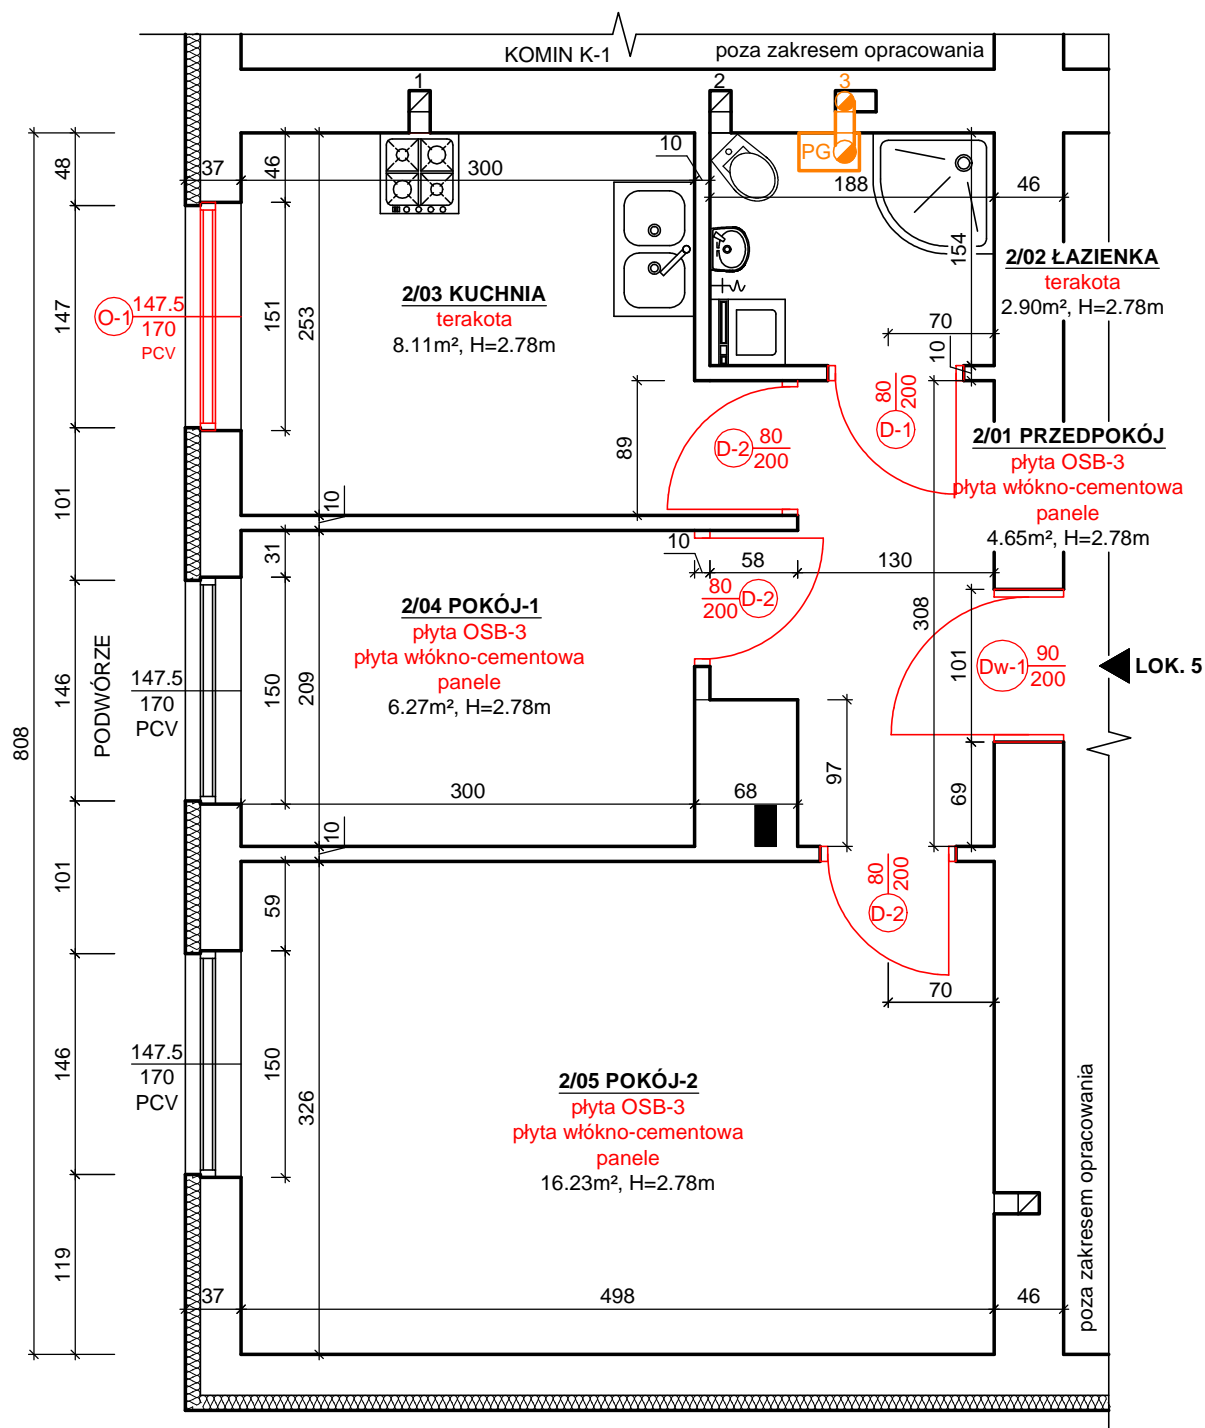 KOMIN K-1
poza zakresem opracowania
1
2
3
PG
48
37
46
300
10
188
46
154
2/03 KUCHNIA
terakota
8.11m², H=2.78m
2/02 ŁAZIENKA
terakota
2.90m², H=2.78m
O-1
147.5
170
PCV
147
151
253
70
10
80
200
D-1
D-2
80
200
89
2/01 PRZEDPOKÓJ
płyta OSB-3
płyta włókno-cementowa
panele
4.65m², H=2.78m
101
10
31
10
58
130
80
200
D-2
2/04 POKÓJ-1
płyta OSB-3
płyta włókno-cementowa
panele
6.27m², H=2.78m
308
101
Dw-1
90
200
LOK. 5
PODWÓRZE
147.5
170
PCV
146
150
209
808
300
68
97
69
10
101
59
80
200
D-2
70
147.5
170
PCV
146
150
326
2/05 POKÓJ-2
płyta OSB-3
płyta włókno-cementowa
panele
16.23m², H=2.78m
poza zakresem opracowania
119
37
498
46